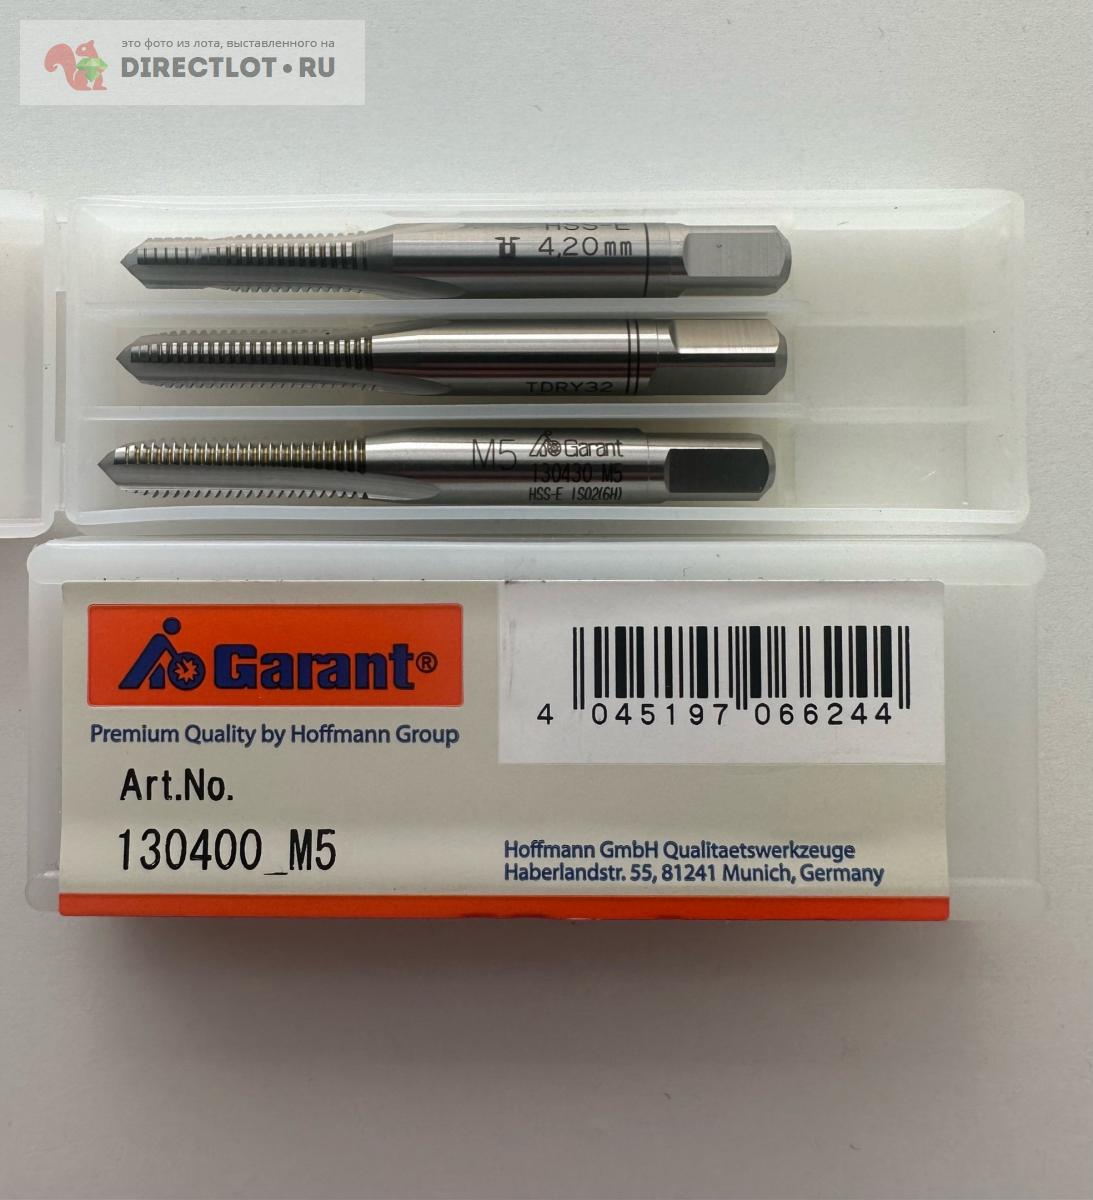 это фото из лота, выставленного на
DIRECTLOT•RU
HSS-E
4,20mm
TDRY32
M5 Garant
130430 M5
HSS-E ISO2(6H)
Garant®
Premium Quality by Hoffmann Group
Art.No.
130400_M5
4 045197 066244
Hoffmann GmbH Qualitaetswerkzeuge
Haberlandstr. 55, 81241 Munich, Germany